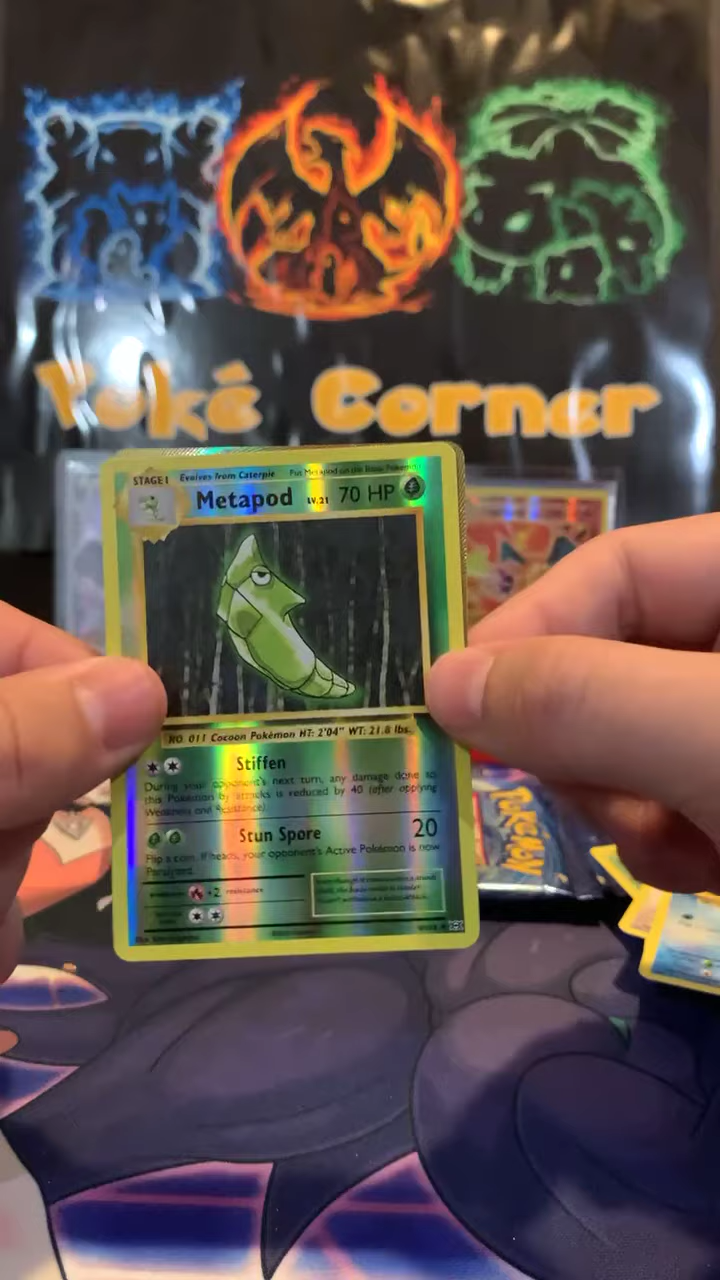 Poké Corner
STAGE 1
Evolves from Caterpie
Put Metapod on the Basic Pokémon
Metapod LV.21 70 HP
NO. 011 Cocoon Pokémon HT: 2'04" WT: 21.8 lbs.
Stiffen
During your opponent's next turn, any damage done to
this Pokémon by attacks is reduced by 40 (after applying
Weakness and Resistance).
Stun Spore 20
Flip a coin. If heads, your opponent's Active Pokémon is now
Paralyzed.
weakness ×2 resistance
POKéMON